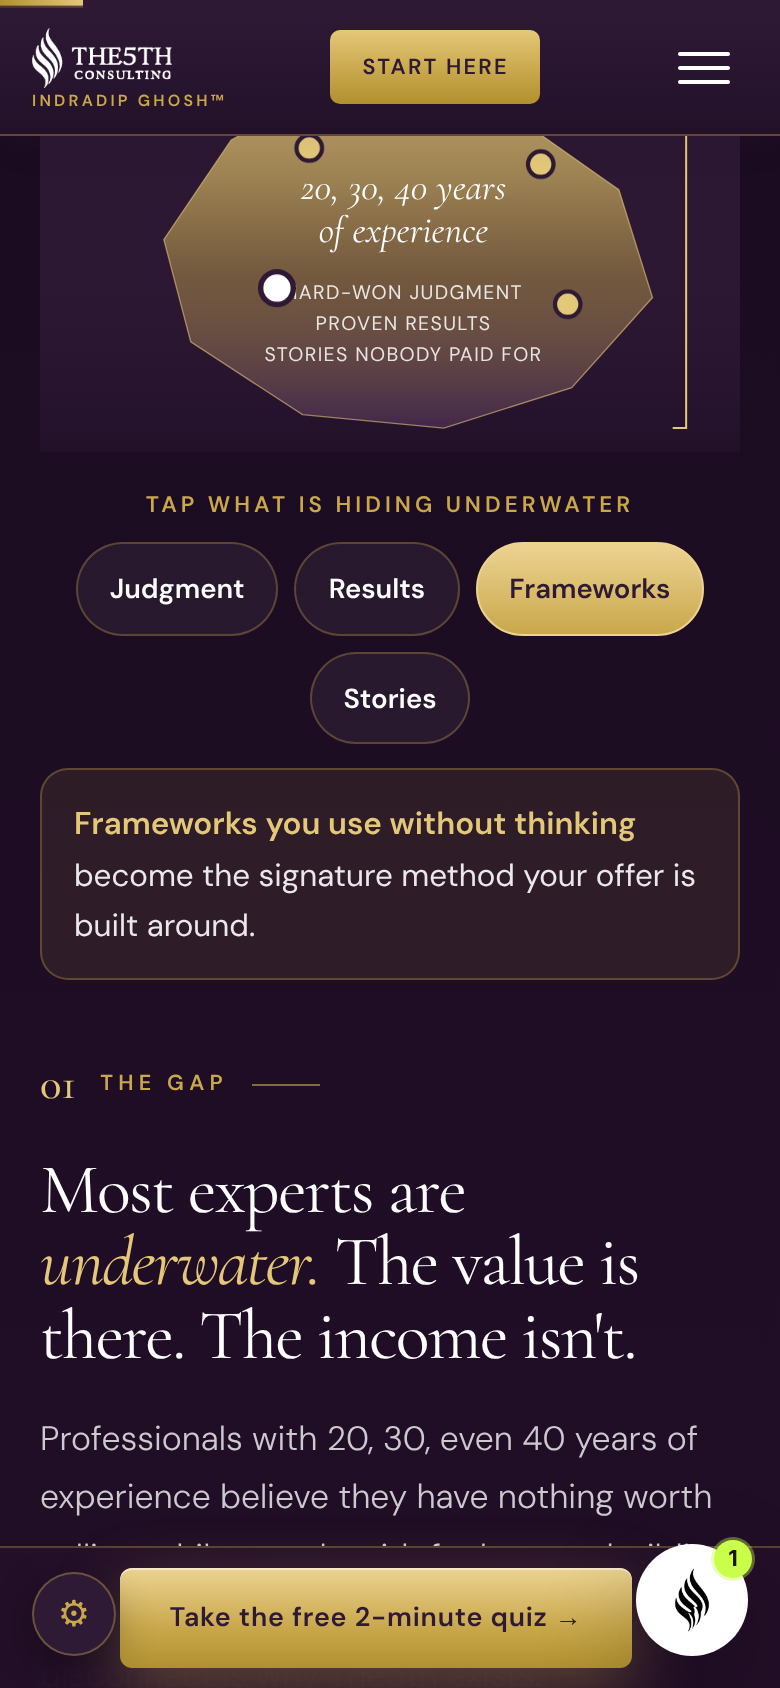 THE5TH
CONSULTING
INDRADIP GHOSH™
START HERE
20, 30, 40 years
of experience
ARD-WON JUDGMENT
PROVEN RESULTS
STORIES NOBODY PAID FOR
TAP WHAT IS HIDING UNDERWATER
Judgment
Results
Frameworks
Stories
Frameworks you use without thinking
become the signature method your offer is
built around.
01 THE GAP
Most experts are
underwater. The value is
there. The income isn't.
Professionals with 20, 30, even 40 years of
experience believe they have nothing worth
Take the free 2-minute quiz →
1